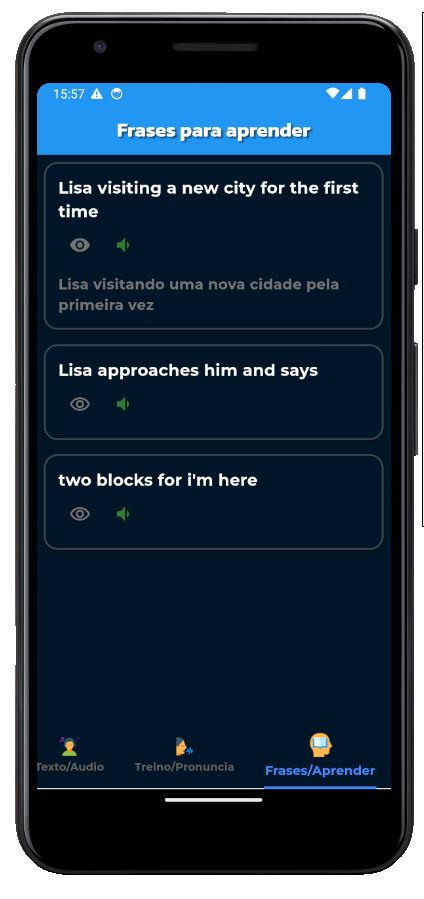 15:57
Frases para aprender
Lisa visiting a new city for the first
time
Lisa visitando uma nova cidade pela
primeira vez
Lisa approaches him and says
two blocks for i'm here
Texto/Audio
Treino/Pronuncia
Frases/Aprender